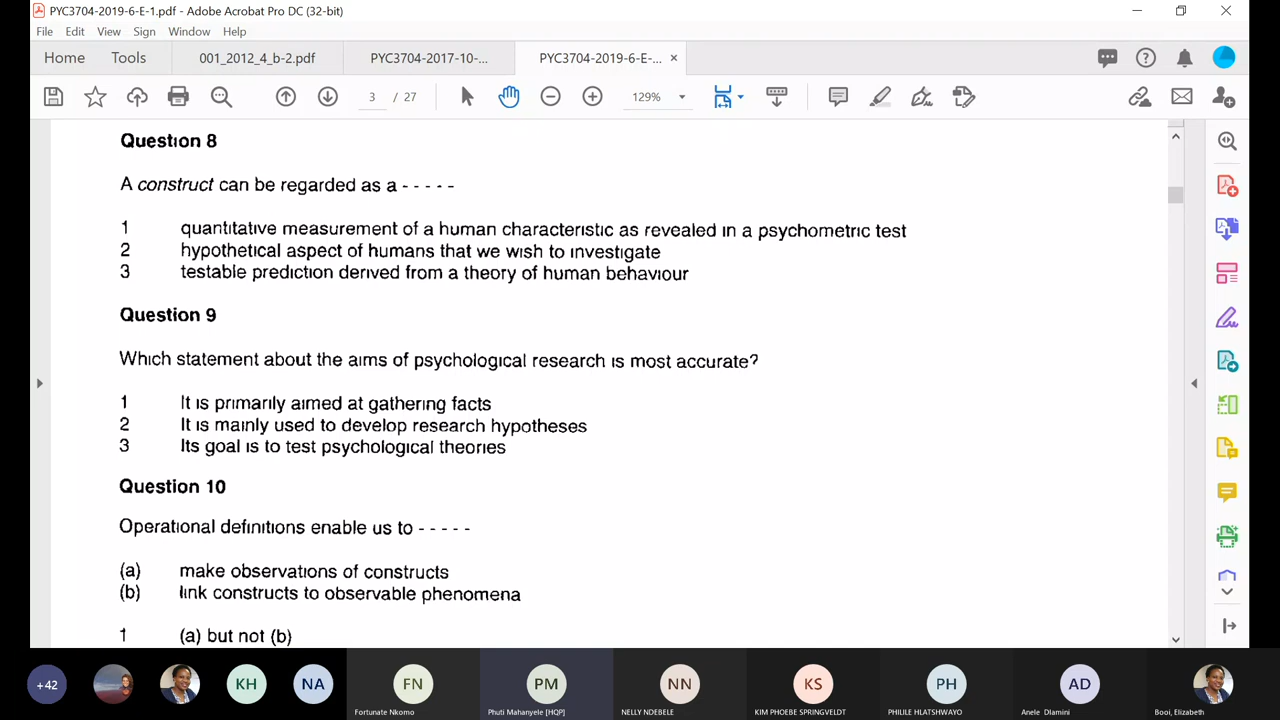 PYC3704-2019-6-E-1.pdf - Adobe Acrobat Pro DC (32-bit)
File Edit View Sign Window Help
Home Tools 001_2012_4_b-2.pdf PYC3704-2017-10-... PYC3704-2019-6-E-... ×
3 / 27 129%
Question 8
A construct can be regarded as a - - - - -
1 quantitative measurement of a human characteristic as revealed in a psychometric test
2 hypothetical aspect of humans that we wish to investigate
3 testable prediction derived from a theory of human behaviour
Question 9
Which statement about the aims of psychological research is most accurate?
1 It is primarily aimed at gathering facts
2 It is mainly used to develop research hypotheses
3 Its goal is to test psychological theories
Question 10
Operational definitions enable us to - - - - -
(a) make observations of constructs
(b) link constructs to observable phenomena
1 (a) but not (b)
+42 KH NA FN PM NN KS PH AD
Fortunate Nkomo Phuti Mahanyele [HQP] NELLY NDEBELE KIM PHOEBE SPRINGVELDT PHILILE HLATSHWAYO Anele Dlamini Booi, Elizabeth